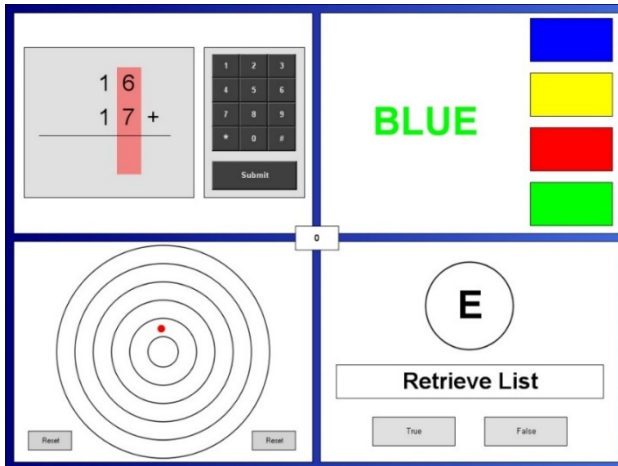 1 6
1 7 +
1 2 3
4 5 6
7 8 9
* 0 #
Submit
BLUE
0
Reset
Reset
E
Retrieve List
True
False